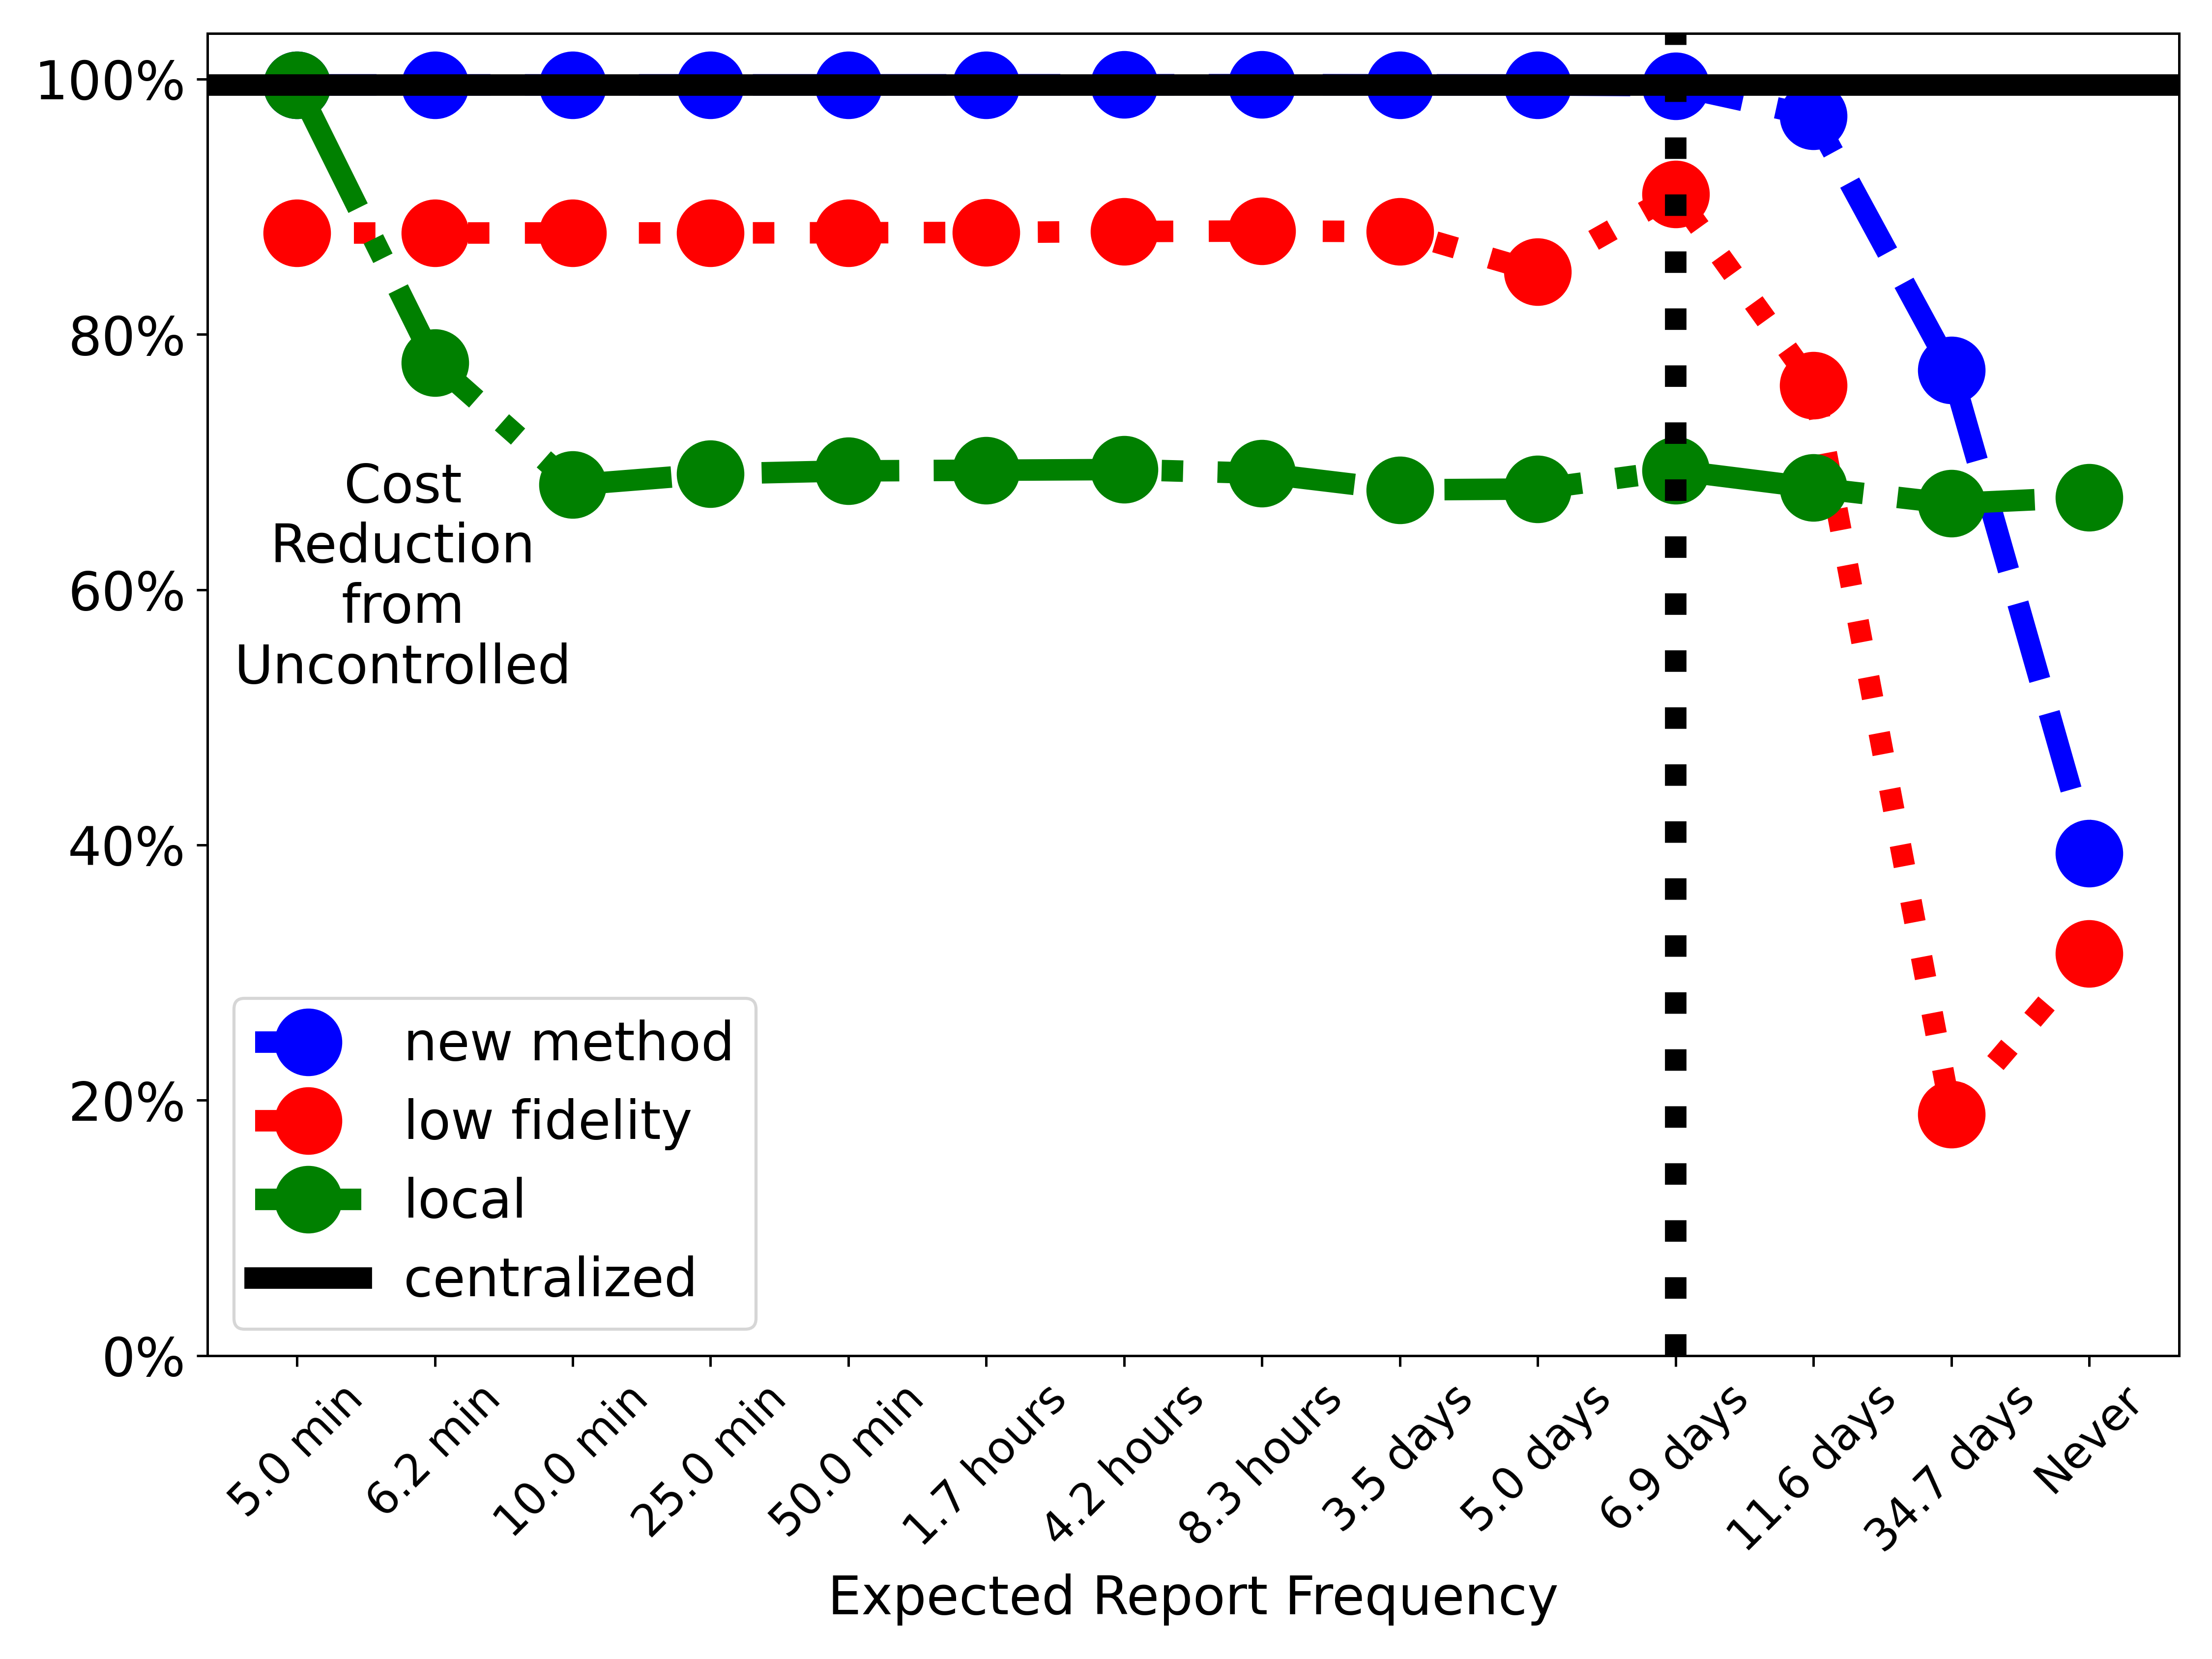 100%
80%
60%
40%
20%
0%
Cost
Reduction
from
Uncontrolled
new method
low fidelity
local
centralized
5.0 min
6.2 min
10.0 min
25.0 min
50.0 min
1.7 hours
4.2 hours
8.3 hours
3.5 days
5.0 days
6.9 days
11.6 days
34.7 days
Never
Expected Report Frequency